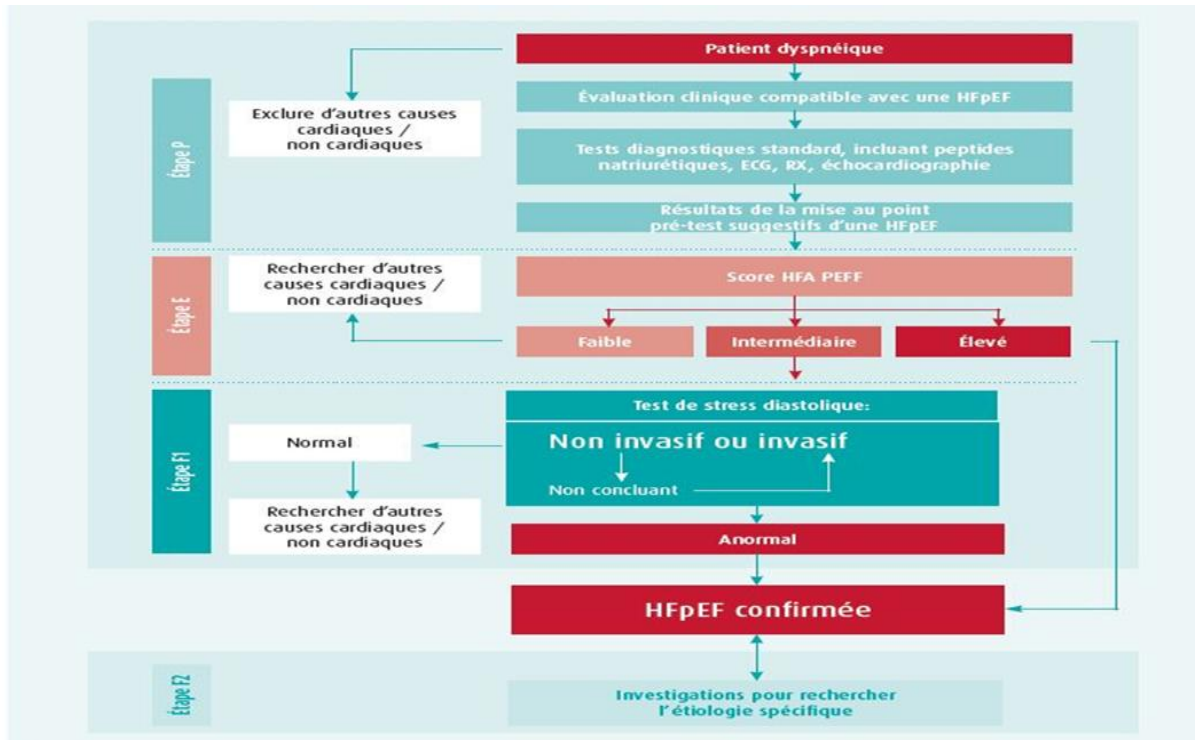 Patient dyspnéique
Étape P
Exclure d'autres causes
cardiaques /
non cardiaques
Évaluation clinique compatible avec une HFpEF
Tests diagnostiques standard, incluant peptides
natriurétiques, ECG, RX, échocardiographie
Résultats de la mise au point
pré-test suggestifs d'une HFpEF
Étape E
Rechercher d'autres
causes cardiaques /
non cardiaques
Score HFA PEFF
Faible
Intermédiaire
Élevé
Étape F1
Test de stress diastolique:
Normal
Non invasif ou invasif
Non concluant
Rechercher d'autres
causes cardiaques /
non cardiaques
Anormal
HFpEF confirmée
Étape F2
Investigations pour rechercher
l'étiologie spécifique